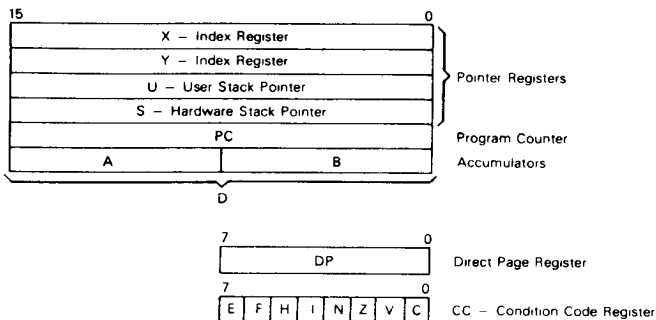 15 0
X – Index Register
Y – Index Register
U – User Stack Pointer
S – Hardware Stack Pointer
Pointer Registers
PC Program Counter
A B Accumulators
D
7 0
DP Direct Page Register
7 0
E F H I N Z V C CC – Condition Code Register